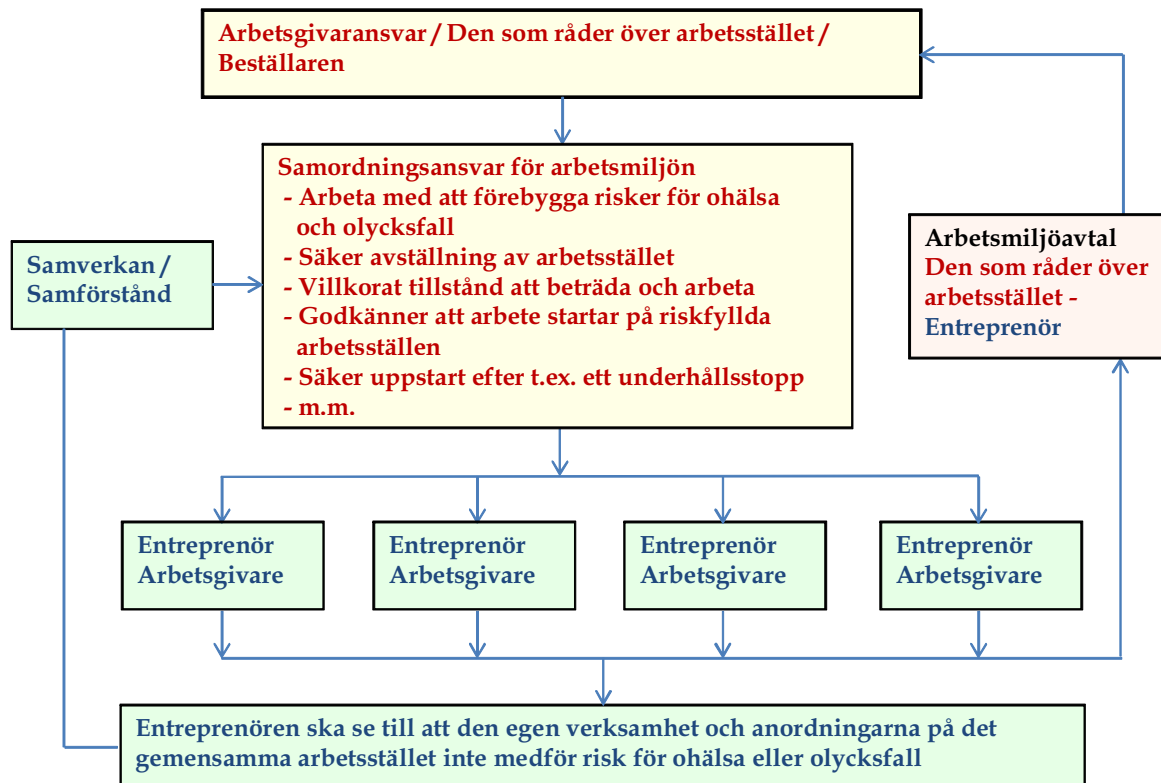 Arbetsgivaransvar / Den som råder över arbetsstället /
Beställaren
Samordningsansvar för arbetsmiljön
- Arbeta med att förebygga risker för ohälsa
och olycksfall
- Säker avställning av arbetsstället
- Villkorat tillstånd att beträda och arbeta
- Godkänner att arbete startar på riskfyllda
arbetsställen
- Säker uppstart efter t.ex. ett underhållsstopp
- m.m.
Samverkan /
Samförstånd
Arbetsmiljöavtal
Den som råder över
arbetsstället -
Entreprenör
Entreprenör
Arbetsgivare
Entreprenör
Arbetsgivare
Entreprenör
Arbetsgivare
Entreprenör
Arbetsgivare
Entreprenören ska se till att den egen verksamhet och anordningarna på det
gemensamma arbetsstället inte medför risk för ohälsa eller olycksfall